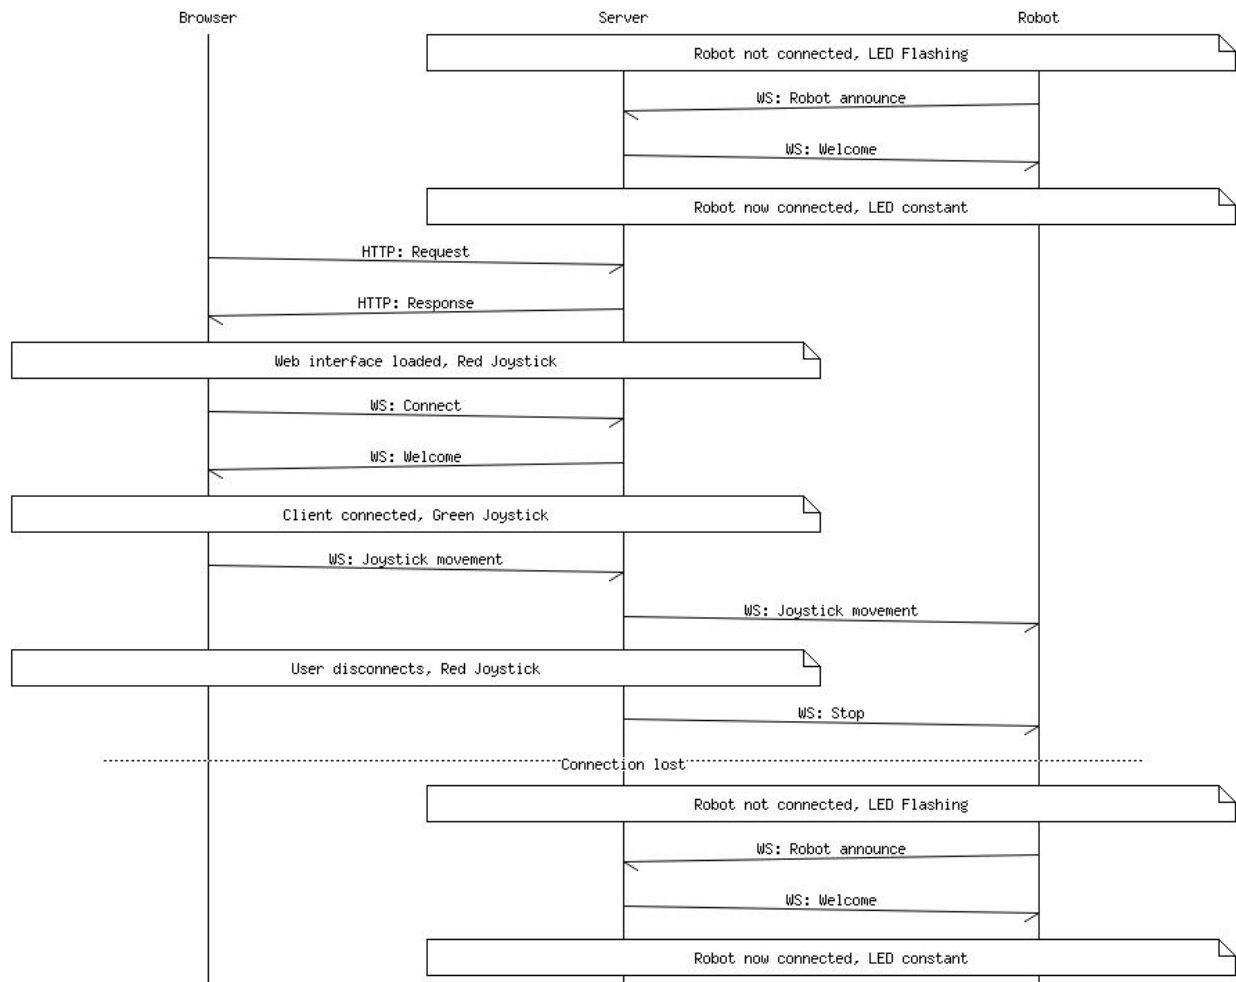 Browser Server Robot
Robot not connected, LED Flashing
WS: Robot announce
WS: Welcome
Robot now connected, LED constant
HTTP: Request
HTTP: Response
Web interface loaded, Red Joystick
WS: Connect
WS: Welcome
Client connected, Green Joystick
WS: Joystick movement
WS: Joystick movement
User disconnects, Red Joystick
WS: Stop
Connection lost
Robot not connected, LED Flashing
WS: Robot announce
WS: Welcome
Robot now connected, LED constant